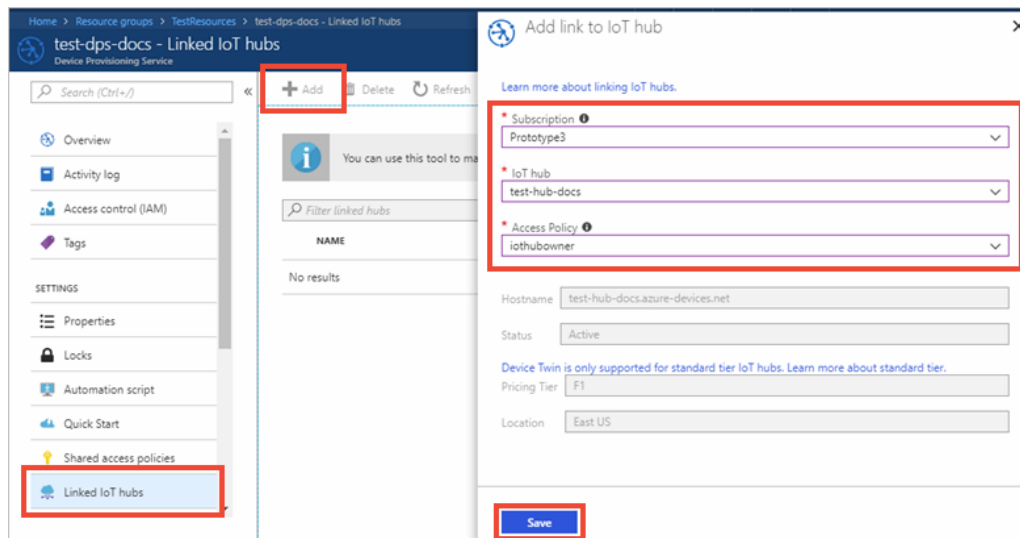 Home > Resource groups > TestResources > test-dps-docs - Linked IoT hubs
test-dps-docs - Linked IoT hubs
Device Provisioning Service
Search (Ctrl+/)
Overview
Activity log
Access control (IAM)
Tags
SETTINGS
Properties
Locks
Automation script
Quick Start
Shared access policies
Linked IoT hubs
Add
Delete
Refresh
You can use this tool to ma
Filter linked hubs
NAME
No results
Add link to IoT hub
Learn more about linking IoT hubs.
* Subscription
Prototype3
* IoT hub
test-hub-docs
* Access Policy
iothubowner
Hostname test-hub-docs.azure-devices.net
Status Active
Device Twin is only supported for standard tier IoT hubs. Learn more about standard tier.
Pricing Tier F1
Location East US
Save